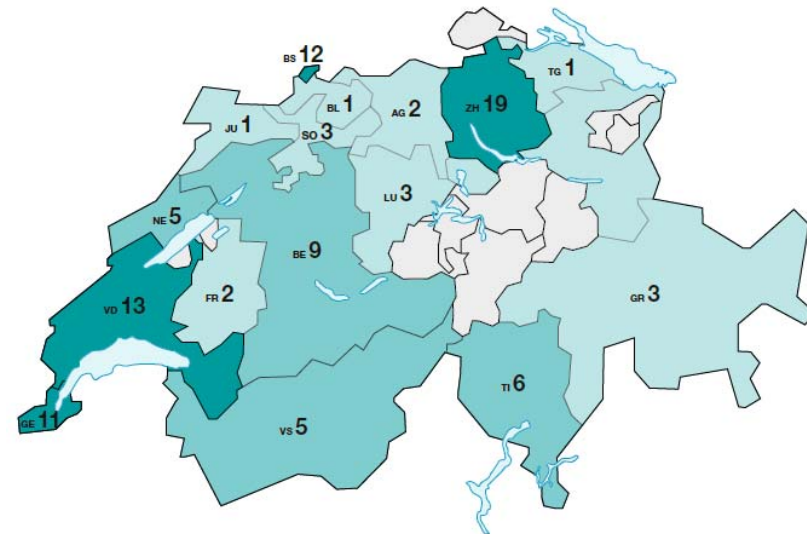 BS 12
TG 1
BL 1
AG 2
ZH 19
JU 1
SO 3
LU 3
NE 5
BE 9
FR 2
GR 3
VD 13
TI 6
GE 11
VS 5